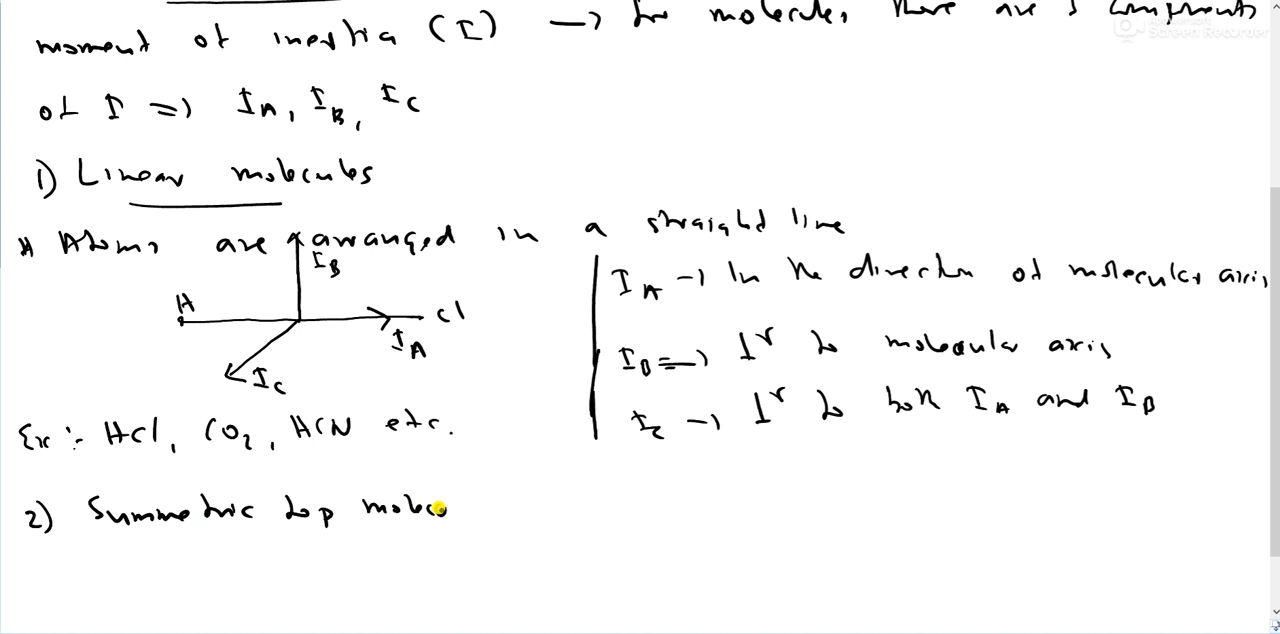 moment of inertia (I) → for molecules there are 3 components
Screen Recorder
of I ⇒ IA, IB, IC
1) Linear molecules
* Atoms are arranged in a straight line
IB
H
Cl
IA
IC
IA → In the direction of molecular axis
IB ⇒ ⊥r to molecular axis
IC → ⊥r to both IA and IB
Ex :- HCl, CO2, HCN etc.
2) Symmetric top molec